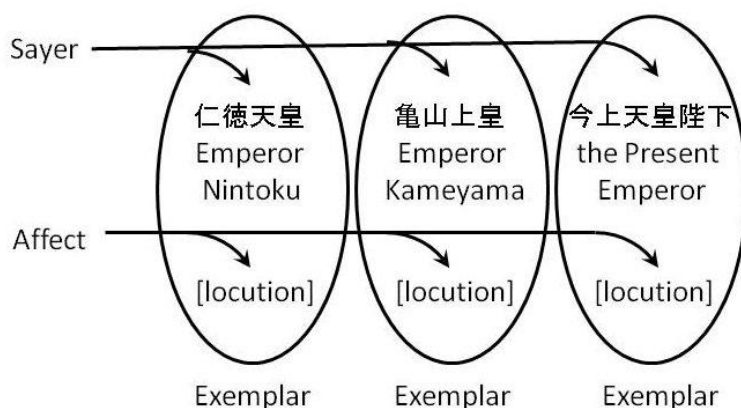 Sayer
仁徳天皇 亀山上皇 今上天皇陛下
Emperor Emperor the Present
Nintoku Kameyama Emperor
Affect
[locution] [locution] [locution]
Exemplar Exemplar Exemplar